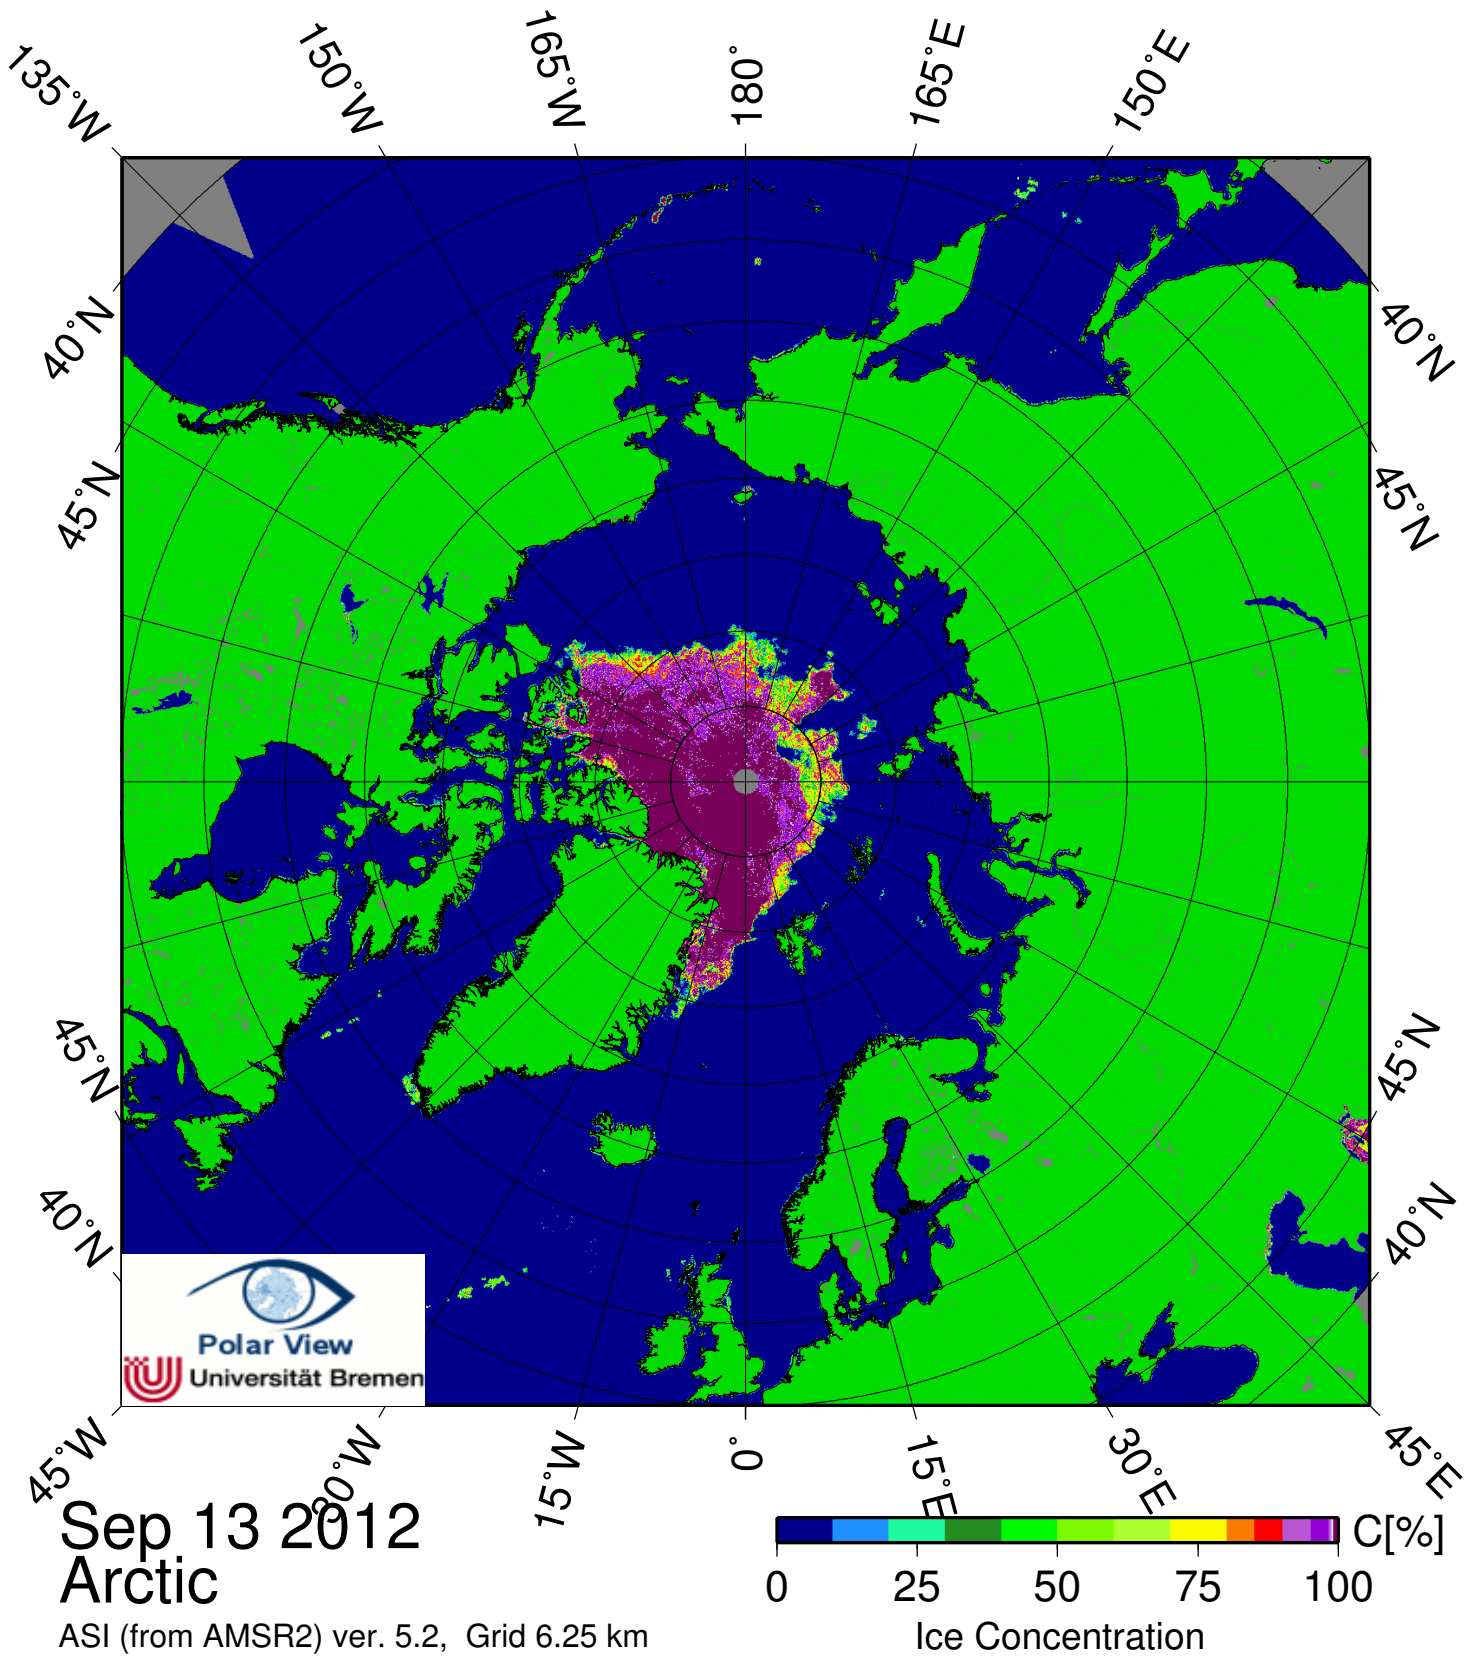 135°W
150°W
165°W
180°
165°E
150°E
40°N
40°N
45°N
45°N
45°N
45°N
40°N
40°N
Polar View
Universität Bremen
45°W
30°W
15°W
0°
15°E
30°E
45°E
Sep 13 2012
Arctic
ASI (from AMSR2) ver. 5.2, Grid 6.25 km
C[%]
0 25 50 75 100
Ice Concentration